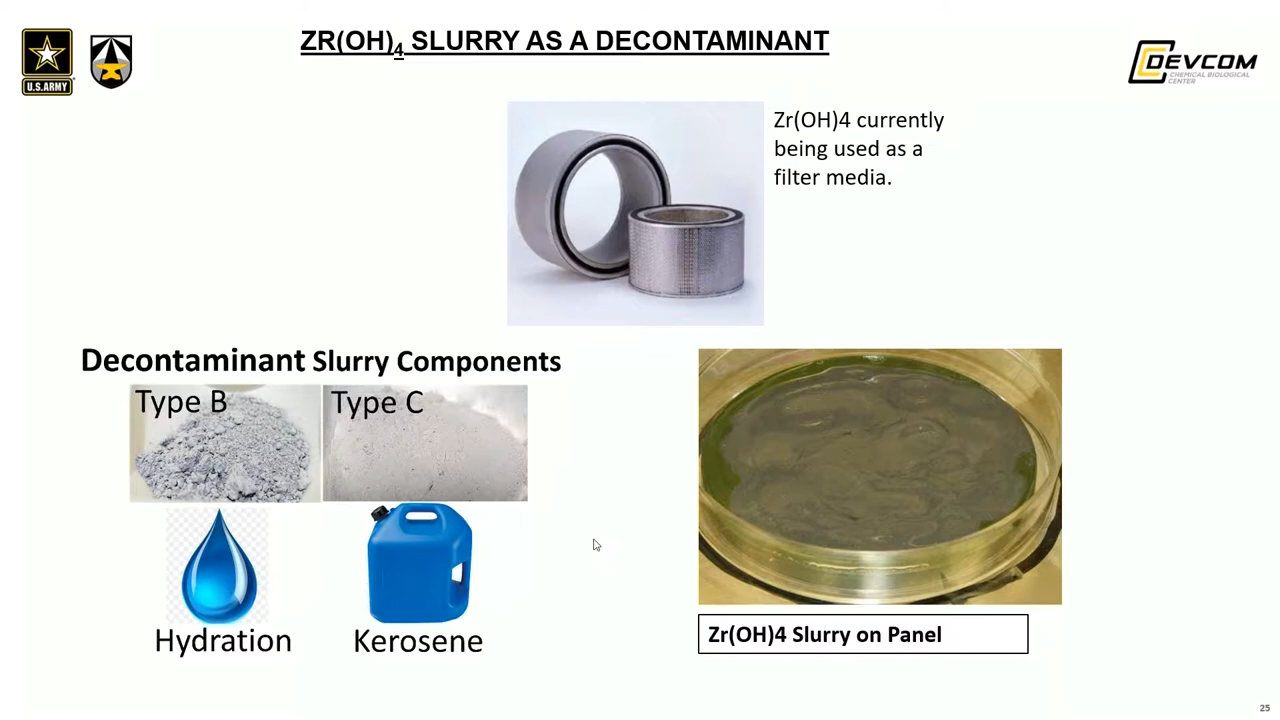 ZR(OH)4 SLURRY AS A DECONTAMINANT
U.S.ARMY
DEVCOM
CHEMICAL BIOLOGICAL
CENTER
Zr(OH)4 currently
being used as a
filter media.
Decontaminant Slurry Components
Type B
Type C
Hydration
Kerosene
Zr(OH)4 Slurry on Panel
25